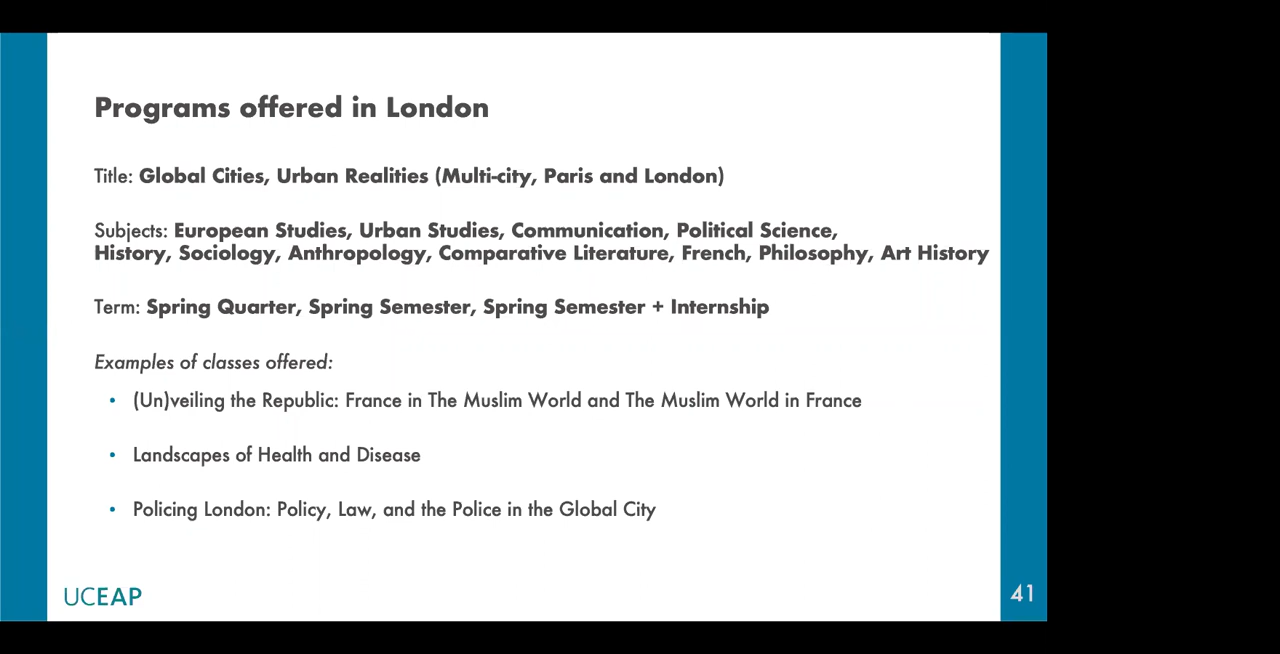 Programs offered in London
Title: Global Cities, Urban Realities (Multi-city, Paris and London)
Subjects: European Studies, Urban Studies, Communication, Political Science,
History, Sociology, Anthropology, Comparative Literature, French, Philosophy, Art History
Term: Spring Quarter, Spring Semester, Spring Semester + Internship
Examples of classes offered:
• (Un)veiling the Republic: France in The Muslim World and The Muslim World in France
• Landscapes of Health and Disease
• Policing London: Policy, Law, and the Police in the Global City
UCEAP
41